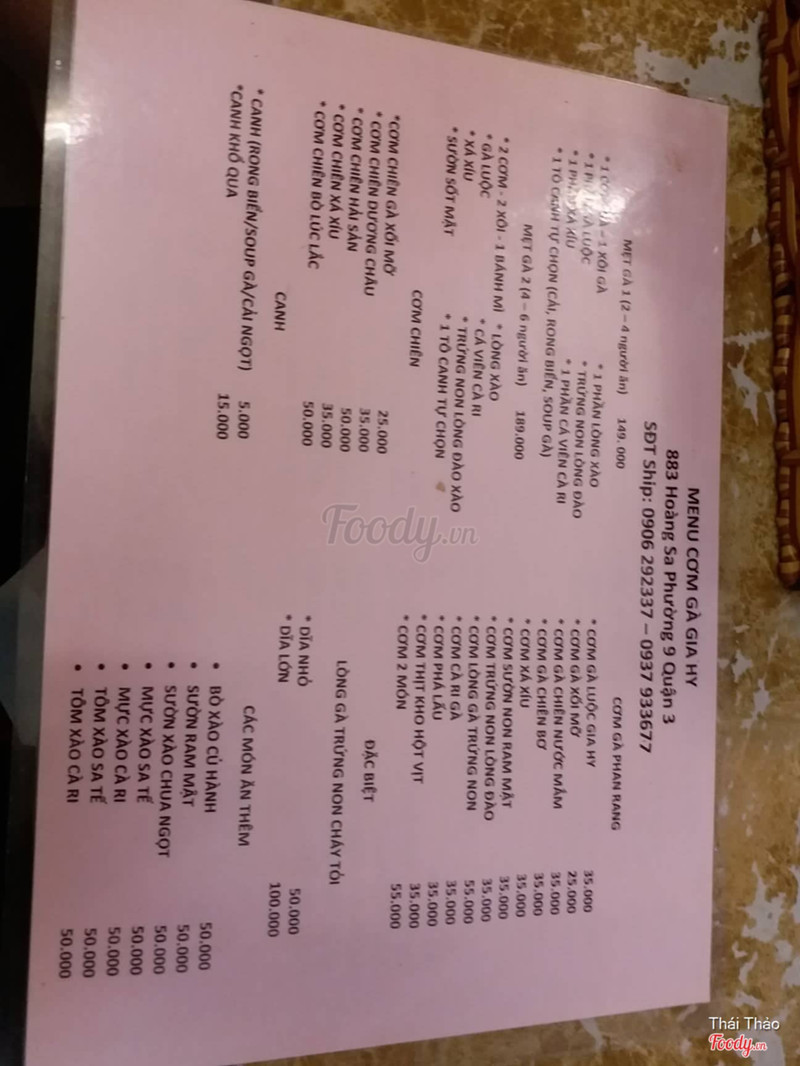 MENU CƠM GÀ GIA HY
883 Hoàng Sa Phường 9 Quận 3
SĐT Ship: 0906 292337 – 0937 933677
MẸT GÀ 1 (2 – 4 người ăn) 149.000
* 1 – 1 XÔI GÀ
* 1 GÀ LUỘC
* 1 XÁ XÍU
* 1 TÔ CANH TỰ CHỌN (CẢI, RONG BIỂN, SOUP GÀ)
* 1 PHẦN LÒNG XÀO
* TRỨNG NON LÒNG ĐÀO
* 1 PHẦN CÁ VIÊN CÀ RI
MẸT GÀ 2 (4 – 6 người ăn) 189.000
* 2 CƠM - 2 XÔI - 1 BÁNH MÌ
* GÀ LUỘC
* XÁ XÍU
* SƯỜN SỐT MẬT
* LÒNG XÀO
* CÁ VIÊN CÀ RI
* TRỨNG NON LÒNG ĐÀO XÀO
* 1 TÔ CANH TỰ CHỌN
CƠM CHIÊN
*CƠM CHIÊN GÀ XỐI MỠ 25.000
* CƠM CHIÊN DƯƠNG CHÂU 35.000
* CƠM CHIÊN HẢI SẢN 50.000
* CƠM CHIÊN XÁ XÍU 35.000
* CƠM CHIÊN BÒ LÚC LẮC 50.000
CANH
* CANH (RONG BIỂN/SOUP GÀ/CẢI NGỌT) 5.000
*CANH KHỔ QUA 15.000
CƠM GÀ PHAN RANG
* CƠM GÀ LUỘC GIA HY 35.000
* CƠM GÀ XỐI MỠ 25.000
* CƠM GÀ CHIÊN NƯỚC MẮM 35.000
* CƠM GÀ CHIÊN BƠ 35.000
* CƠM XÁ XÍU 35.000
* CƠM SƯỜN NON RAM MẬT 35.000
* CƠM TRỨNG NON LÒNG ĐÀO 35.000
* CƠM LÒNG GÀ TRỨNG NON 55.000
* CƠM CÀ RI GÀ 35.000
* CƠM PHÁ LẤU 35.000
* CƠM THỊT KHO HỘT VỊT 35.000
* CƠM 2 MÓN 55.000
ĐẶC BIỆT
LÒNG GÀ TRỨNG NON CHÁY TỎI
* DĨA NHỎ 50.000
* DĨA LỚN 100.000
CÁC MÓN ĂN THÊM
• BÒ XÀO CỦ HÀNH 50.000
• SƯỜN RAM MẬT 50.000
• SƯỜN XÀO CHUA NGỌT 50.000
• MỰC XÀO SA TẾ 50.000
• MỰC XÀO CÀ RI 50.000
• TÔM XÀO SA TẾ 50.000
• TÔM XÀO CÀ RI 50.000
Foody.vn
Thái Thảo
Foody.vn